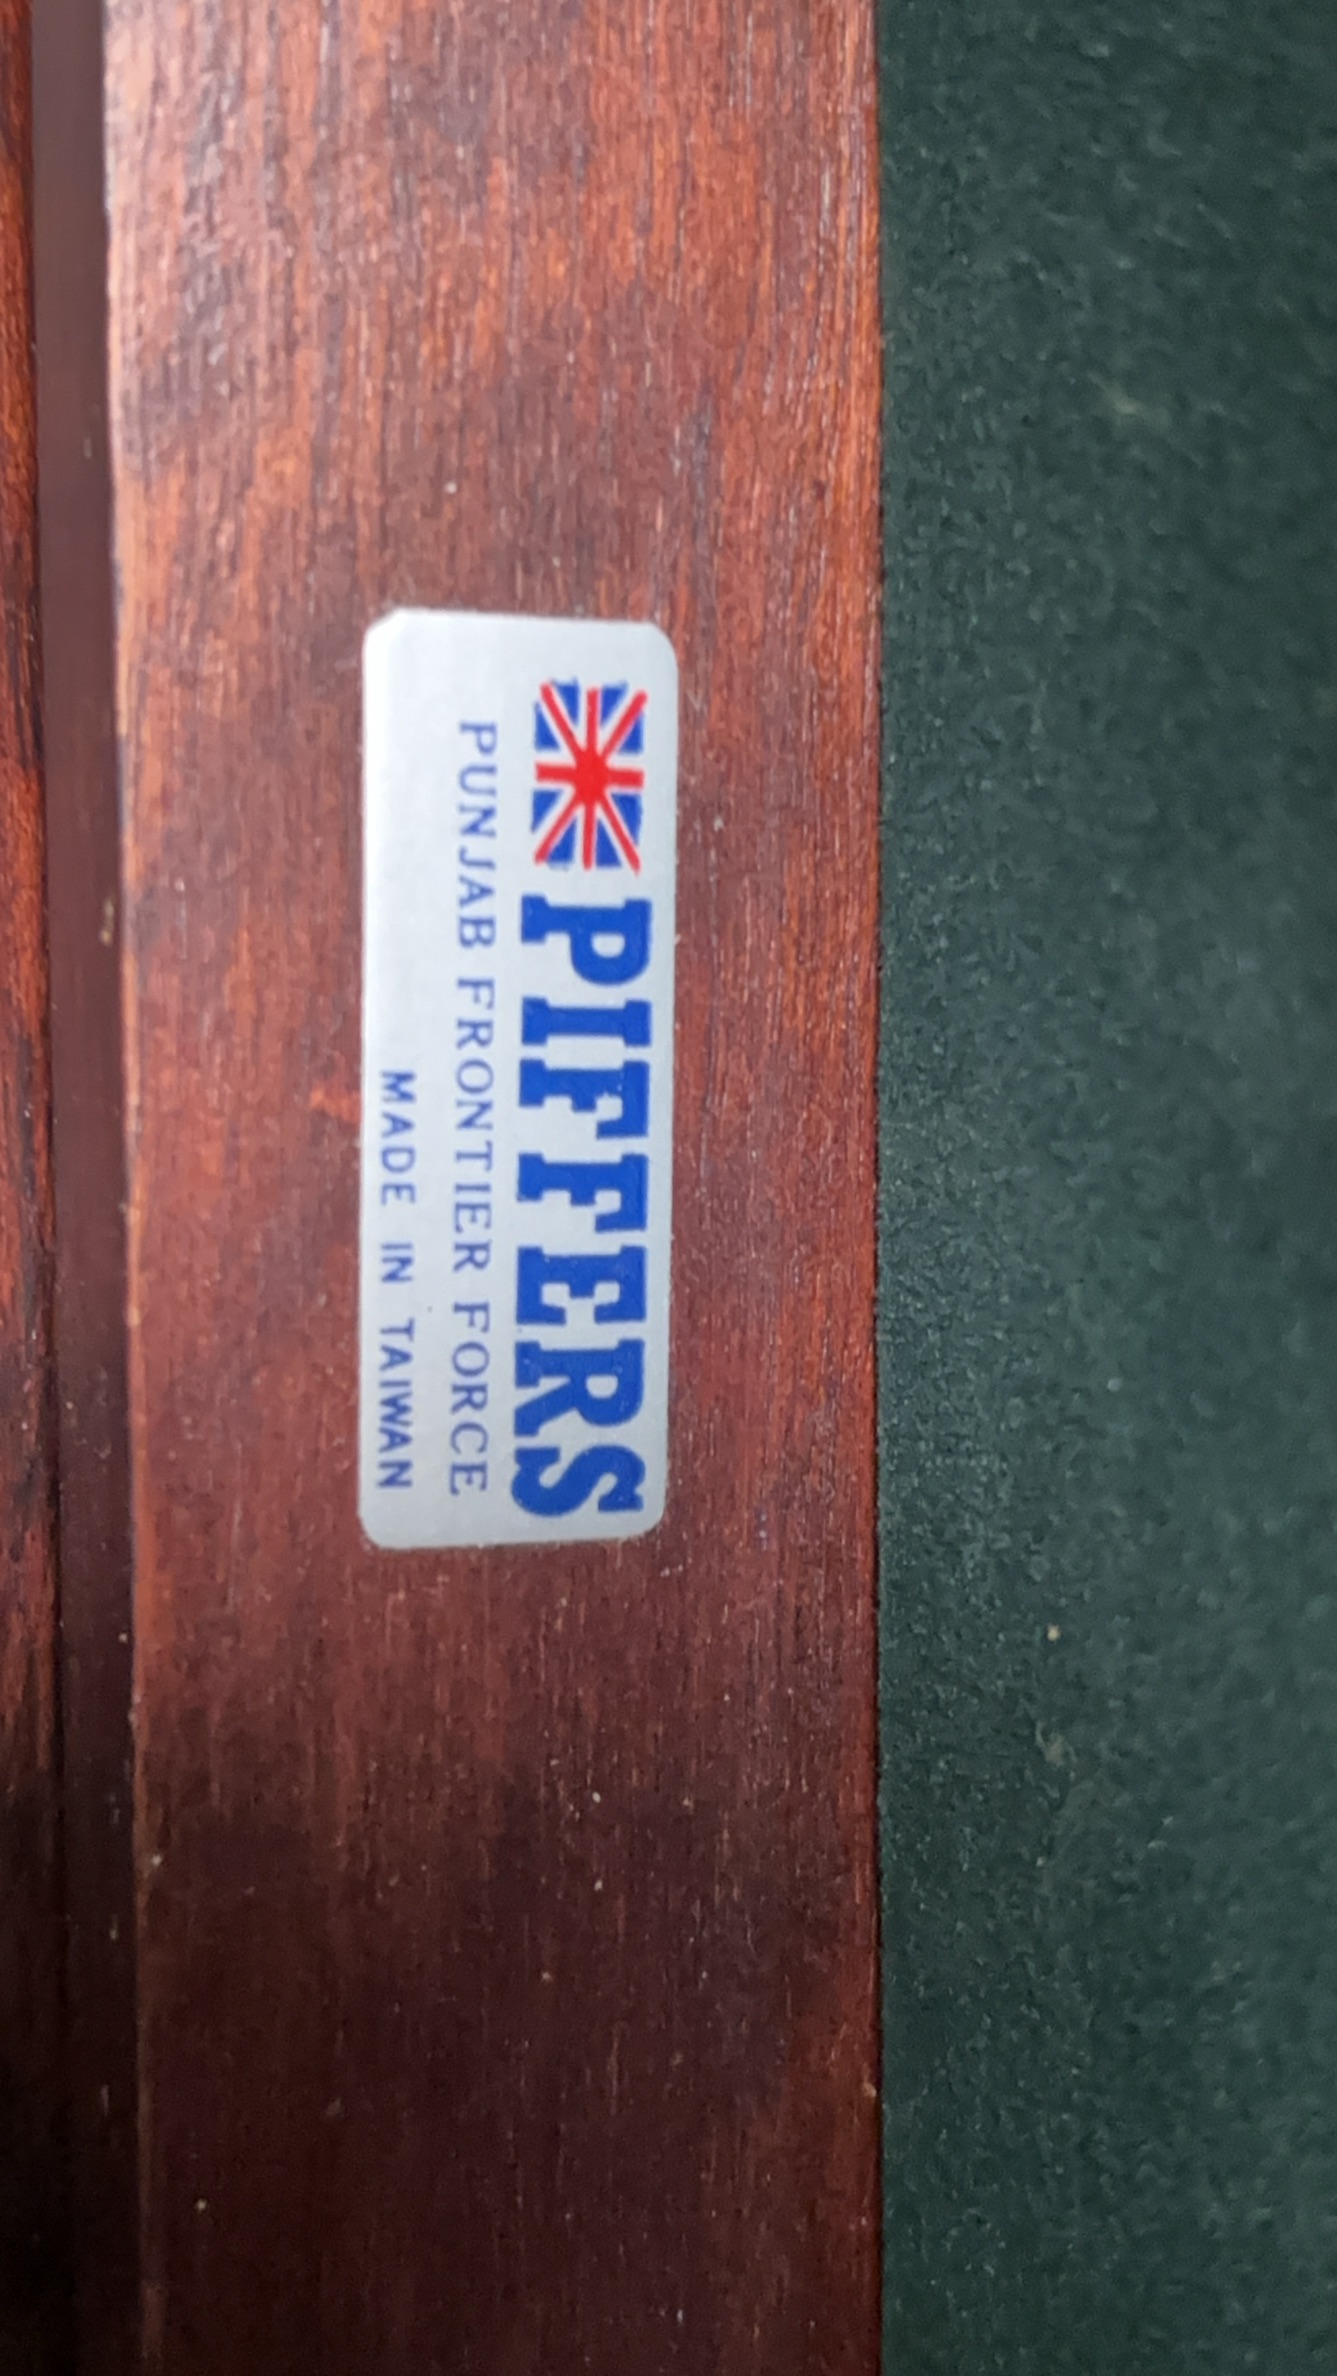 PIFFERS
PUNJAB FRONTIER FORCE
MADE IN TAIWAN